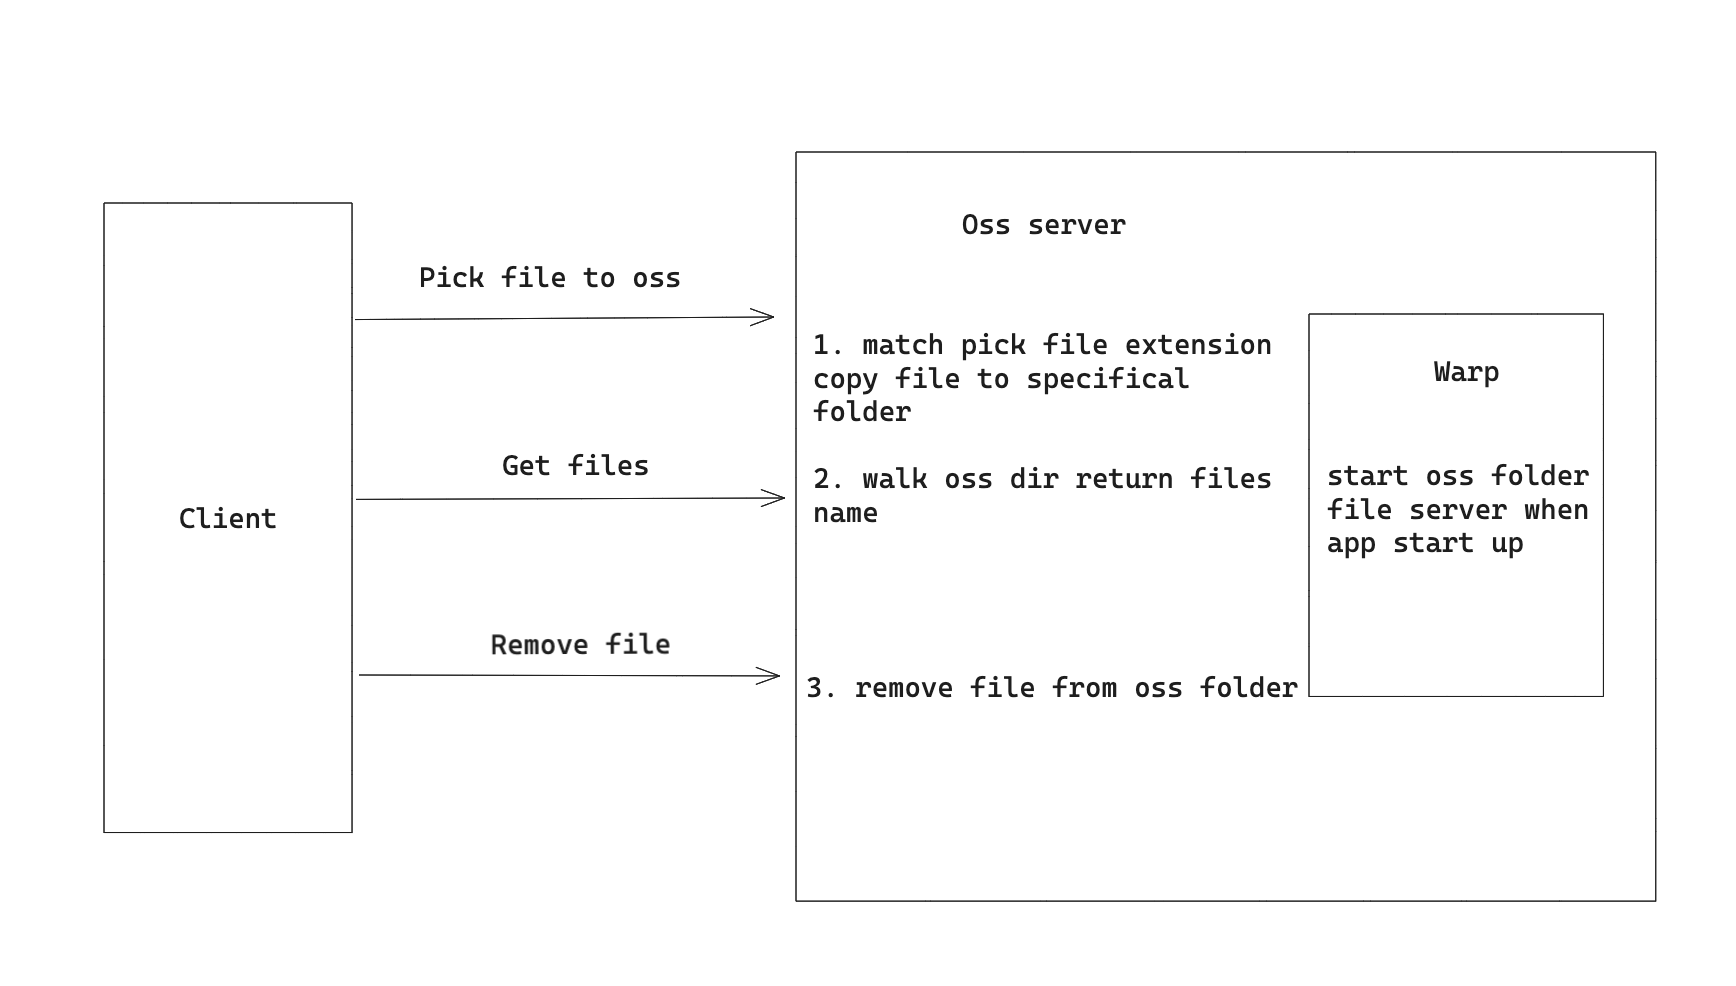 Oss server
Pick file to oss
1. match pick file extension
copy file to specifical
folder
Warp
Get files
2. walk oss dir return files
name
start oss folder
file server when
app start up
Client
Remove file
3. remove file from oss folder